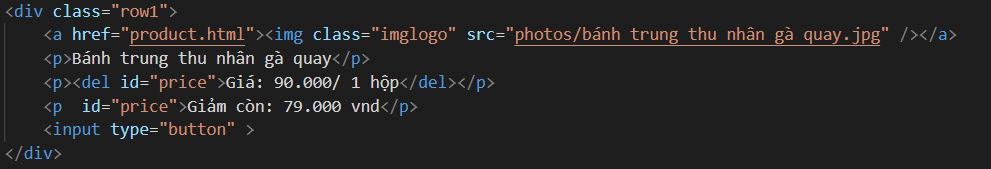 <div class="row1">
    <a href="product.html"><img class="imglogo" src="photos/bánh trung thu nhân gà quay.jpg" /></a>
    <p>Bánh trung thu nhân gà quay</p>
    <p><del id="price">Giá: 90.000/ 1 hộp</del></p>
    <p  id="price">Giảm còn: 79.000 vnd</p>
    <input type="button" >
</div>